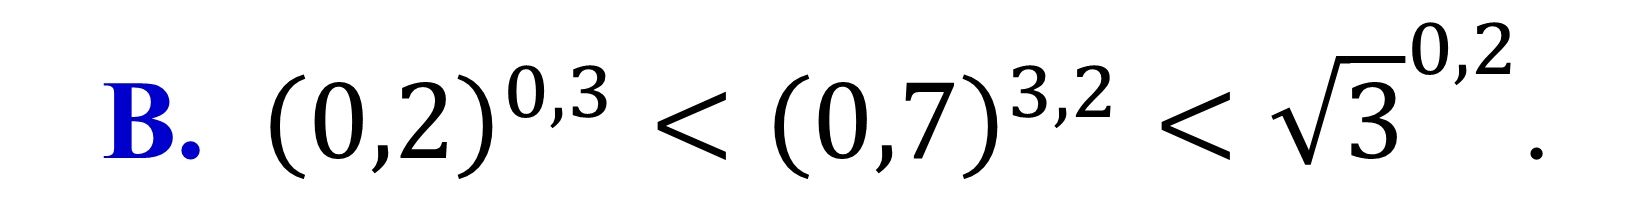 B. (0,2)^{0,3} < (0,7)^{3,2} < √3^{0,2}.